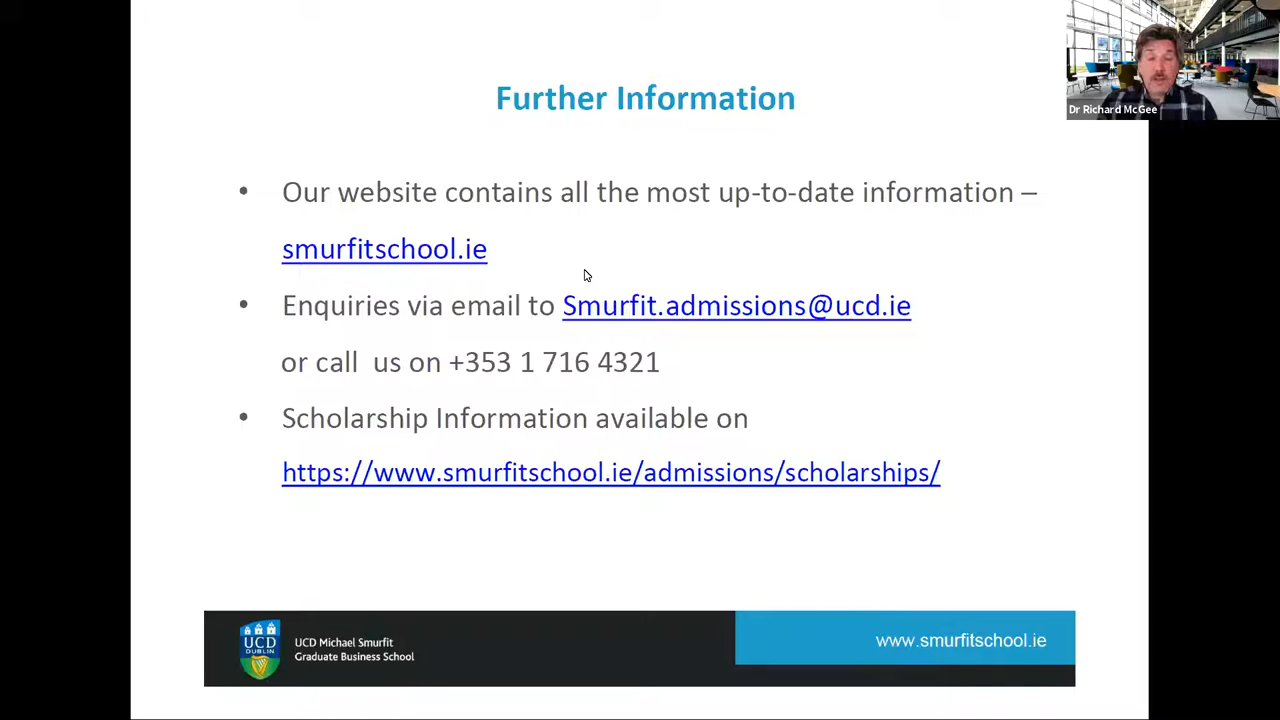 Dr Richard McGee
Further Information
• Our website contains all the most up-to-date information –
smurfitschool.ie
• Enquiries via email to Smurfit.admissions@ucd.ie
or call us on +353 1 716 4321
• Scholarship Information available on
https://www.smurfitschool.ie/admissions/scholarships/
UCD
DUBLIN
UCD Michael Smurfit
Graduate Business School
www.smurfitschool.ie